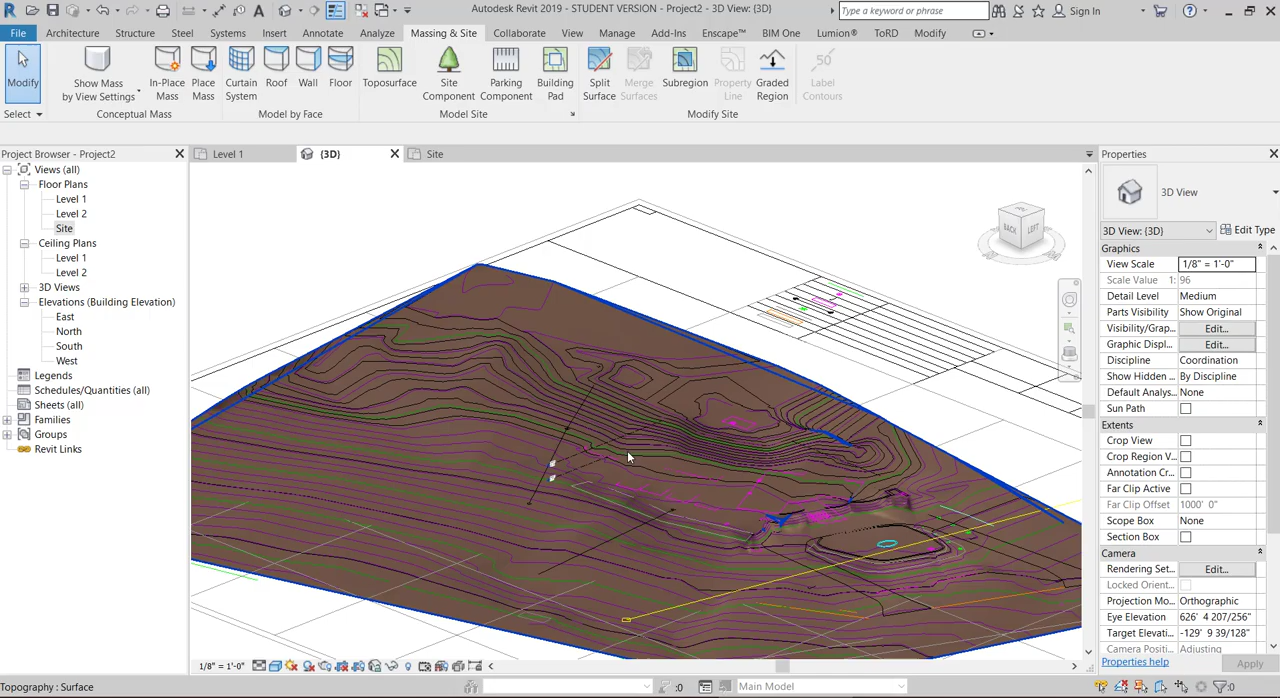 Autodesk Revit 2019 - STUDENT VERSION - Project2 - 3D View: {3D}
Type a keyword or phrase
Sign In
File Architecture Structure Steel Systems Insert Annotate Analyze Massing & Site Collaborate View Manage Add-Ins Enscape™ BIM One Lumion® ToRD Modify
Modify
Show Mass
by View Settings
In-Place
Mass
Place
Mass
Curtain
System
Roof
Wall
Floor
Toposurface
Site
Component
Parking
Component
Building
Pad
Split
Surface
Merge
Surfaces
Subregion
Property
Line
Graded
Region
50
Label
Contours
Select
Conceptual Mass
Model by Face
Model Site
Modify Site
Project Browser - Project2
Level 1
{3D}
Site
Views (all)
Floor Plans
Level 1
Level 2
Site
Ceiling Plans
Level 1
Level 2
3D Views
Elevations (Building Elevation)
East
North
South
West
Legends
Schedules/Quantities (all)
Sheets (all)
Families
Groups
Revit Links
BACK
LEFT
Properties
3D View
3D View: {3D}
Edit Type
Graphics
View Scale 1/8" = 1'-0"
Scale Value 1: 96
Detail Level Medium
Parts Visibility Show Original
Visibility/Grap... Edit...
Graphic Displ... Edit...
Discipline Coordination
Show Hidden ... By Discipline
Default Analys... None
Sun Path
Extents
Crop View
Crop Region V...
Annotation Cr...
Far Clip Active
Far Clip Offset 1000' 0"
Scope Box None
Section Box
Camera
Rendering Set... Edit...
Locked Orient...
Projection Mo... Orthographic
Eye Elevation 626' 4 207/256"
Target Elevati... -129' 9 39/128"
Camera Positi... Adjusting
Properties help
Apply
1/8" = 1'-0"
Topography : Surface
:0
Main Model
:0